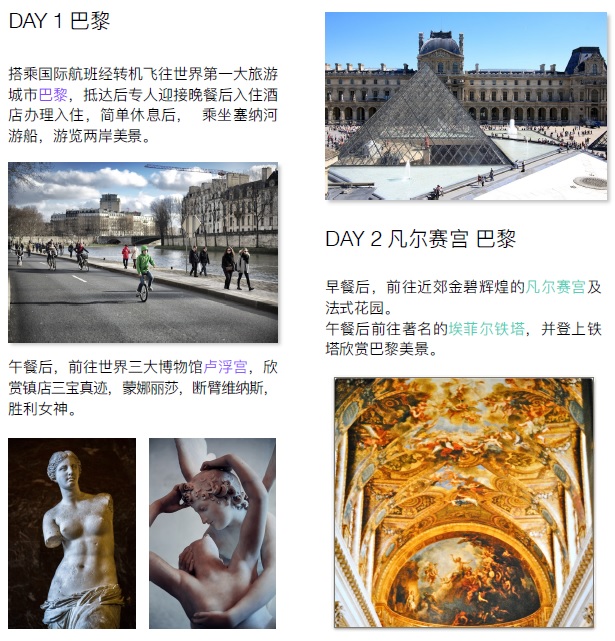 DAY 1 巴黎
搭乘国际航班经转机飞往世界第一大旅游
城市巴黎，抵达后专人迎接晚餐后入住酒
店办理入住，简单休息后， 乘坐塞纳河
游船，游览两岸美景。
午餐后，前往世界三大博物馆卢浮宫，欣
赏镇店三宝真迹，蒙娜丽莎，断臂维纳斯，
胜利女神。
DAY 2 凡尔赛宫 巴黎
早餐后，前往近郊金碧辉煌的凡尔赛宫及
法式花园。
午餐后前往著名的埃菲尔铁塔，并登上铁
塔欣赏巴黎美景。